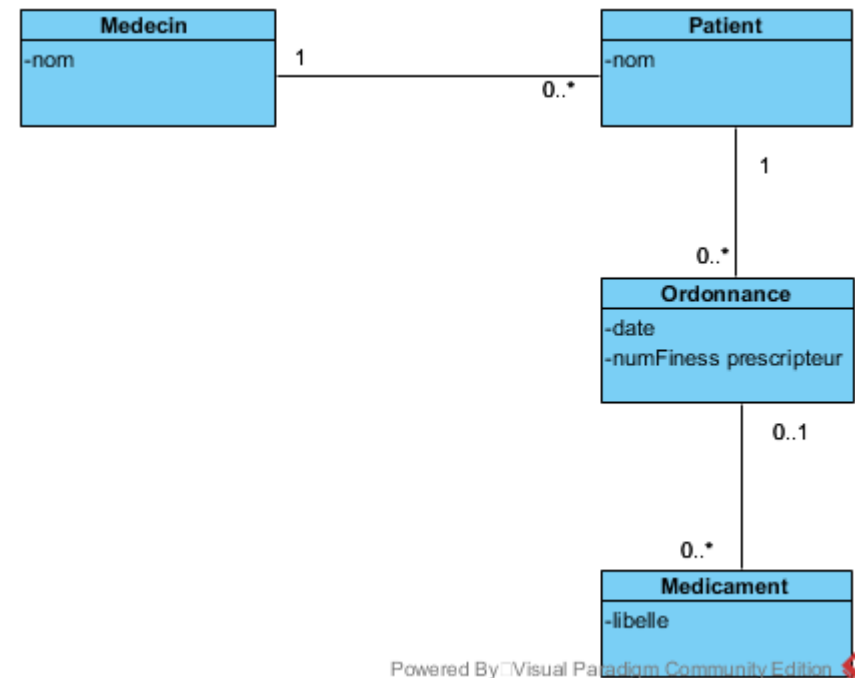 Medecin
-nom
1
0..*
Patient
-nom
1
0..*
Ordonnance
-date
-numFiness prescripteur
0..1
0..*
Medicament
-libelle
Powered By Visual Paradigm Community Edition